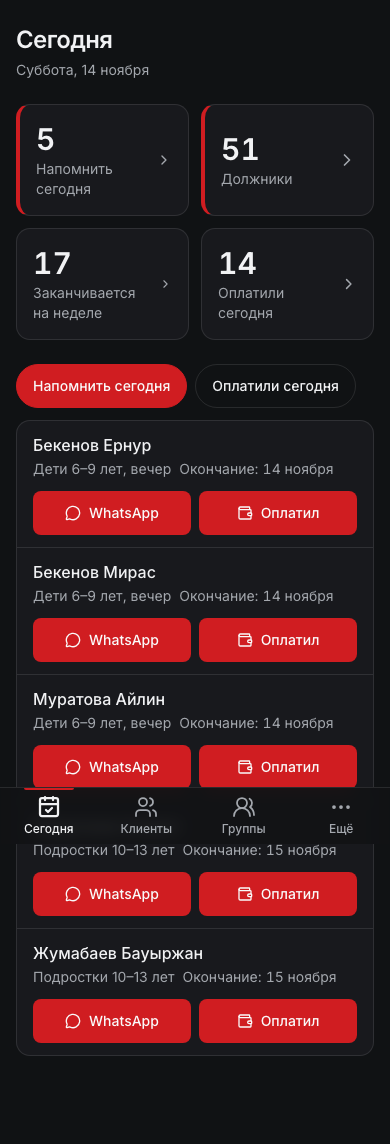 Сегодня
Суббота, 14 ноября
5
Напомнить
сегодня
51
Должники
17
Заканчивается
на неделе
14
Оплатили
сегодня
Напомнить сегодня
Оплатили сегодня
Бекенов Ернур
Дети 6–9 лет, вечер Окончание: 14 ноября
WhatsApp
Оплатил
Бекенов Мирас
Дети 6–9 лет, вечер Окончание: 14 ноября
WhatsApp
Оплатил
Муратова Айлин
Дети 6–9 лет, вечер Окончание: 14 ноября
WhatsApp
Оплатил
Сегодня
Клиенты
Группы
Ещё
Подростки 10–13 лет Окончание: 15 ноября
WhatsApp
Оплатил
Жумабаев Бауыржан
Подростки 10–13 лет Окончание: 15 ноября
WhatsApp
Оплатил